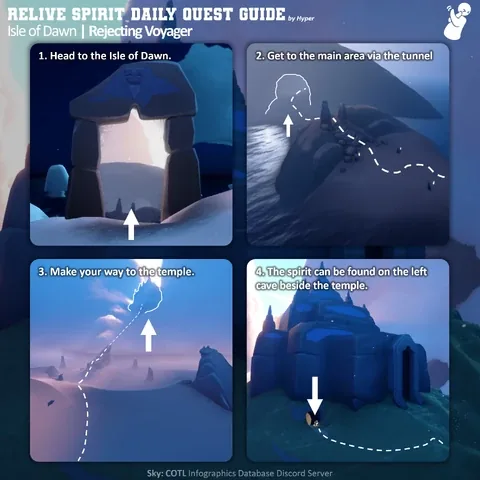 RELIVE SPIRIT DAILY QUEST GUIDE by Hyper
Isle of Dawn | Rejecting Voyager
1. Head to the Isle of Dawn.
2. Get to the main area via the tunnel
3. Make your way to the temple.
4. The spirit can be found on the left
cave beside the temple.
Sky: COTL Infographics Database Discord Server